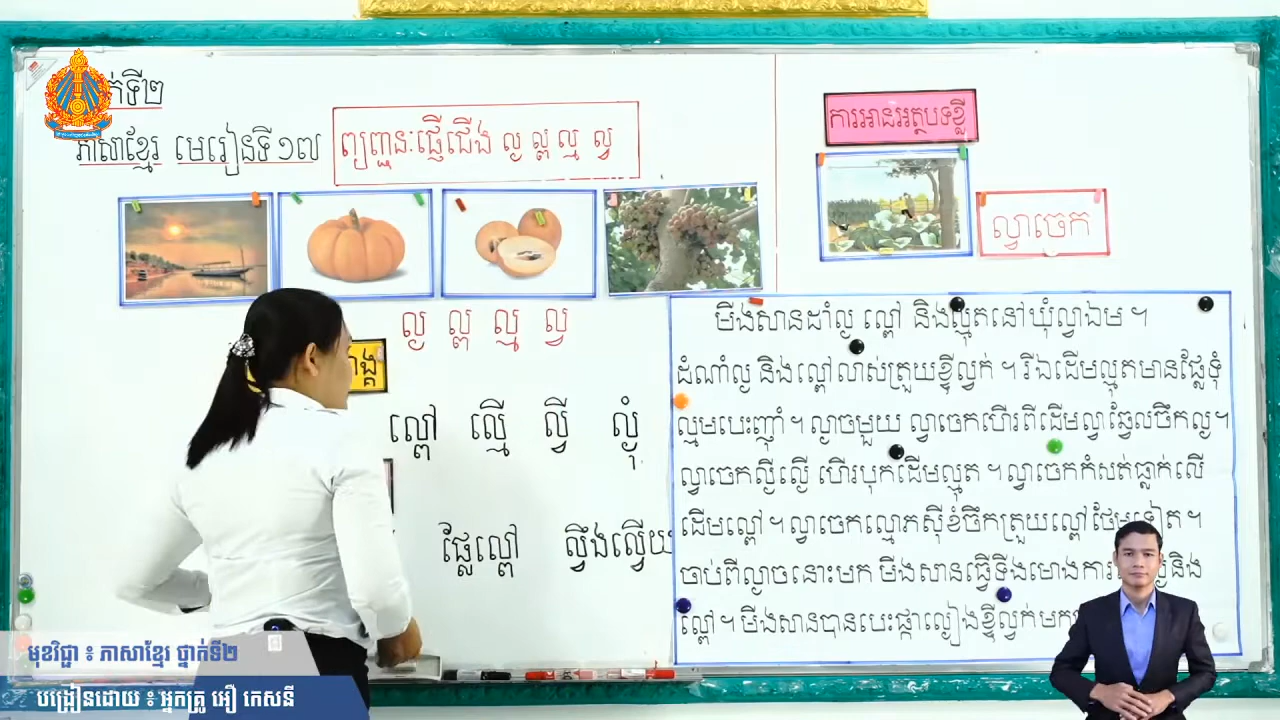 ថ្នាក់ទី២
ភាសាខ្មែរ មេរៀនទី ១៧
ព្យញ្ជនៈផ្ញើជើង ល្ង ល្ព ល្ម ល្វ
ការអានអត្ថបទខ្លី
ល្វាចេក
ល្ង ល្ព ល្ម ល្វ
ល្ពៅ ល្មើ ល្វី ល្ងុំ
ផ្លែល្ពៅ ល្វឹងល្វើយ
មីងសានដាំល្ង ល្ពៅ និងល្មុតនៅឃុំល្វាឯម ។
ដំណាំល្ង និងល្ពៅលាស់ត្រួយខ្ចីល្វក់ ។ រីឯដើមល្មុតមានផ្លែទុំ
ល្មមបេះញ៉ាំ ។ ល្ងាចមួយ ល្វាចេកហើរពីដើមល្វា ឆ្វែលចឹកល្ង។
ល្វាចេកល្ងីល្ងើ ហើរបុកដើមល្មុត ។ ល្វាចេកកំសត់ធ្លាក់លើ
ដើមល្ពៅ ។ ល្វាចេកល្មោភស៊ីខំចឹកត្រួយល្ពៅថែមទៀត ។
ចាប់ពីល្ងាចនោះមក មីងសានធ្វើទីងមោងការពារល្ងនិង
ល្ពៅ ។ មីងសានបានបេះផ្កាល្ងៀងខ្ចីល្វក់មក
មុខវិជ្ជា ៖ ភាសាខ្មែរ ថ្នាក់ទី២
បង្រៀនដោយ ៖ អ្នកគ្រូ អឿ កេសនី